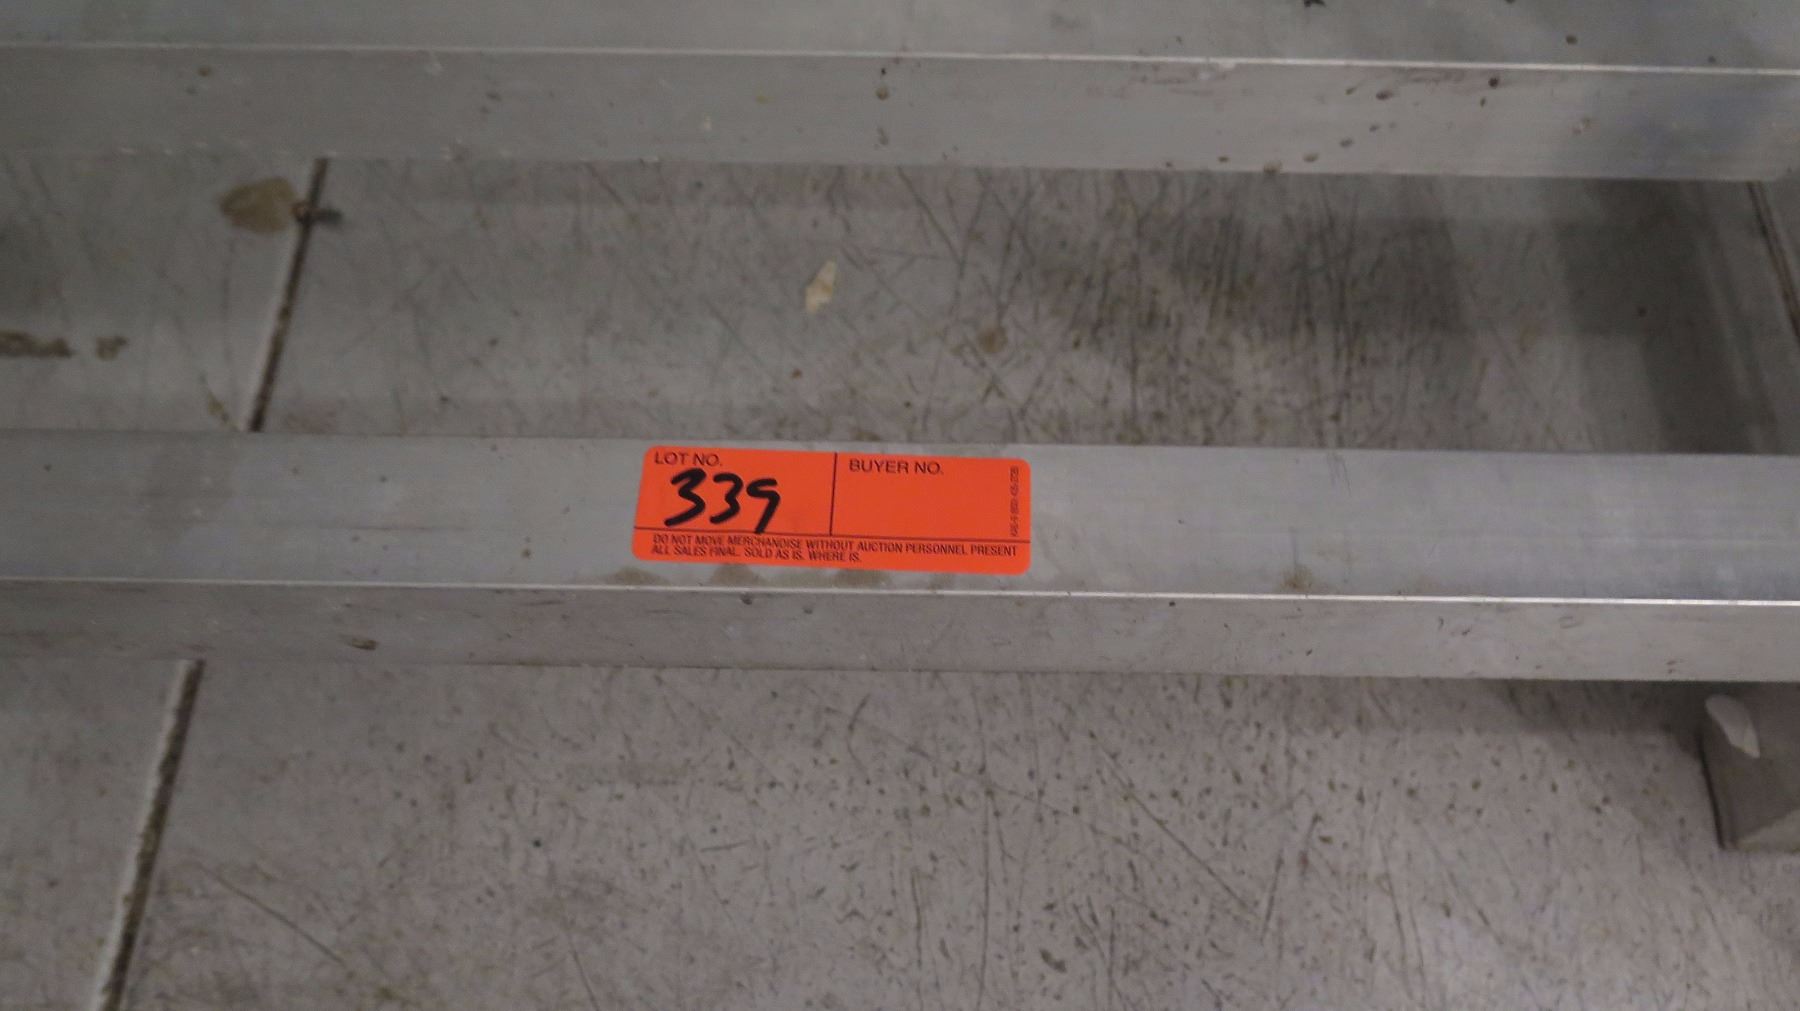 LOT NO.
339
BUYER NO.
DO NOT MOVE MERCHANDISE WITHOUT AUCTION PERSONNEL PRESENT
ALL SALES FINAL. SOLD AS IS. WHERE IS.